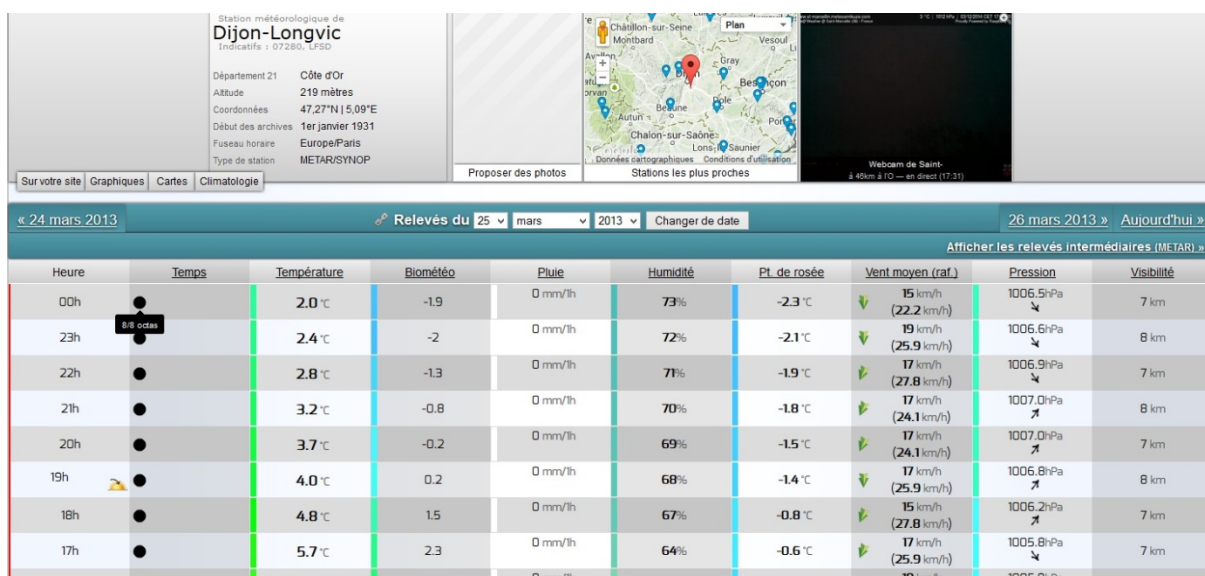 Station météorologique de
Dijon-Longvic
Indicatifs : 07280, LFSD
Département 21 Côte d'Or
Altitude 219 mètres
Coordonnées 47,27°N | 5,09°E
Début des archives 1er janvier 1931
Fuseau horaire Europe/Paris
Type de station METAR/SYNOP
Sur votre site Graphiques Cartes Climatologie
Proposer des photos
Plan
Châtillon-sur-Seine
Montbard
Vesoul
Gray
Beaune
Autun
Chalon-sur-Saône
Lons Saunier
Données cartographiques Conditions d'utilisation
Stations les plus proches
Webcam de Saint-
à 46km à l'O — en direct (17:31)
« 24 mars 2013 Relevés du 25 mars 2013 Changer de date 26 mars 2013 » Aujourd'hui »
Afficher les relevés intermédiaires (METAR) »
Heure Temps Température Biométéo Pluie Humidité Pt. de rosée Vent moyen (raf.) Pression Visibilité
00h 2.0 °C -1.9 0 mm/1h 73% -2.3 °C 15 km/h (22.2 km/h) 1006.5hPa 7 km
8/8 octas
23h 2.4 °C -2 0 mm/1h 72% -2.1 °C 19 km/h (25.9 km/h) 1006.6hPa 8 km
22h 2.8 °C -1.3 0 mm/1h 71% -1.9 °C 17 km/h (27.8 km/h) 1006.9hPa 7 km
21h 3.2 °C -0.8 0 mm/1h 70% -1.8 °C 17 km/h (24.1 km/h) 1007.0hPa 8 km
20h 3.7 °C -0.2 0 mm/1h 69% -1.5 °C 17 km/h (24.1 km/h) 1007.0hPa 7 km
19h 4.0 °C 0.2 0 mm/1h 68% -1.4 °C 17 km/h (25.9 km/h) 1006.8hPa 8 km
18h 4.8 °C 1.5 0 mm/1h 67% -0.8 °C 15 km/h (27.8 km/h) 1006.2hPa 7 km
17h 5.7 °C 2.3 0 mm/1h 64% -0.6 °C 17 km/h (25.9 km/h) 1005.8hPa 7 km